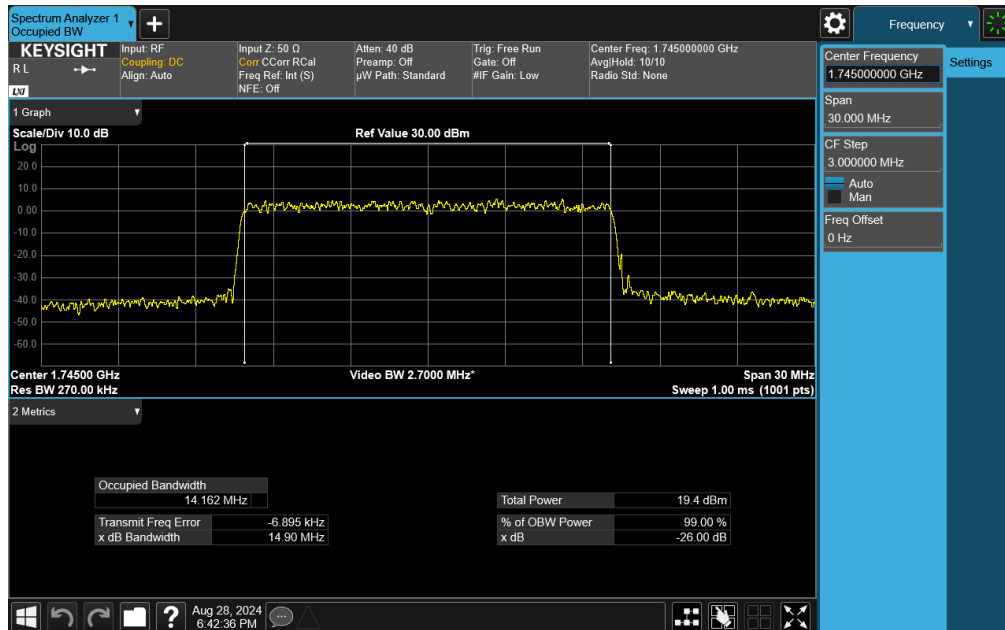 Spectrum Analyzer 1
Occupied BW
Frequency
KEYSIGHT
R L
LXI
Input: RF
Coupling: DC
Align: Auto
Input Z: 50 Ω
Corr CCorr RCal
Freq Ref: Int (S)
NFE: Off
Atten: 40 dB
Preamp: Off
µW Path: Standard
Trig: Free Run
Gate: Off
#IF Gain: Low
Center Freq: 1.745000000 GHz
Avg|Hold: 10/10
Radio Std: None
Center Frequency
1.745000000 GHz
Settings
Span
30.000 MHz
CF Step
3.000000 MHz
Auto
Man
Freq Offset
0 Hz
1 Graph
Scale/Div 10.0 dB
Ref Value 30.00 dBm
Log
20.0
10.0
0.00
-10.0
-20.0
-30.0
-40.0
-50.0
-60.0
Center 1.74500 GHz
Video BW 2.7000 MHz*
Span 30 MHz
Res BW 270.00 kHz
Sweep 1.00 ms (1001 pts)
2 Metrics
Occupied Bandwidth
14.162 MHz
Total Power 19.4 dBm
Transmit Freq Error -6.895 kHz
% of OBW Power 99.00 %
x dB Bandwidth 14.90 MHz
x dB -26.00 dB
Aug 28, 2024
6:42:36 PM